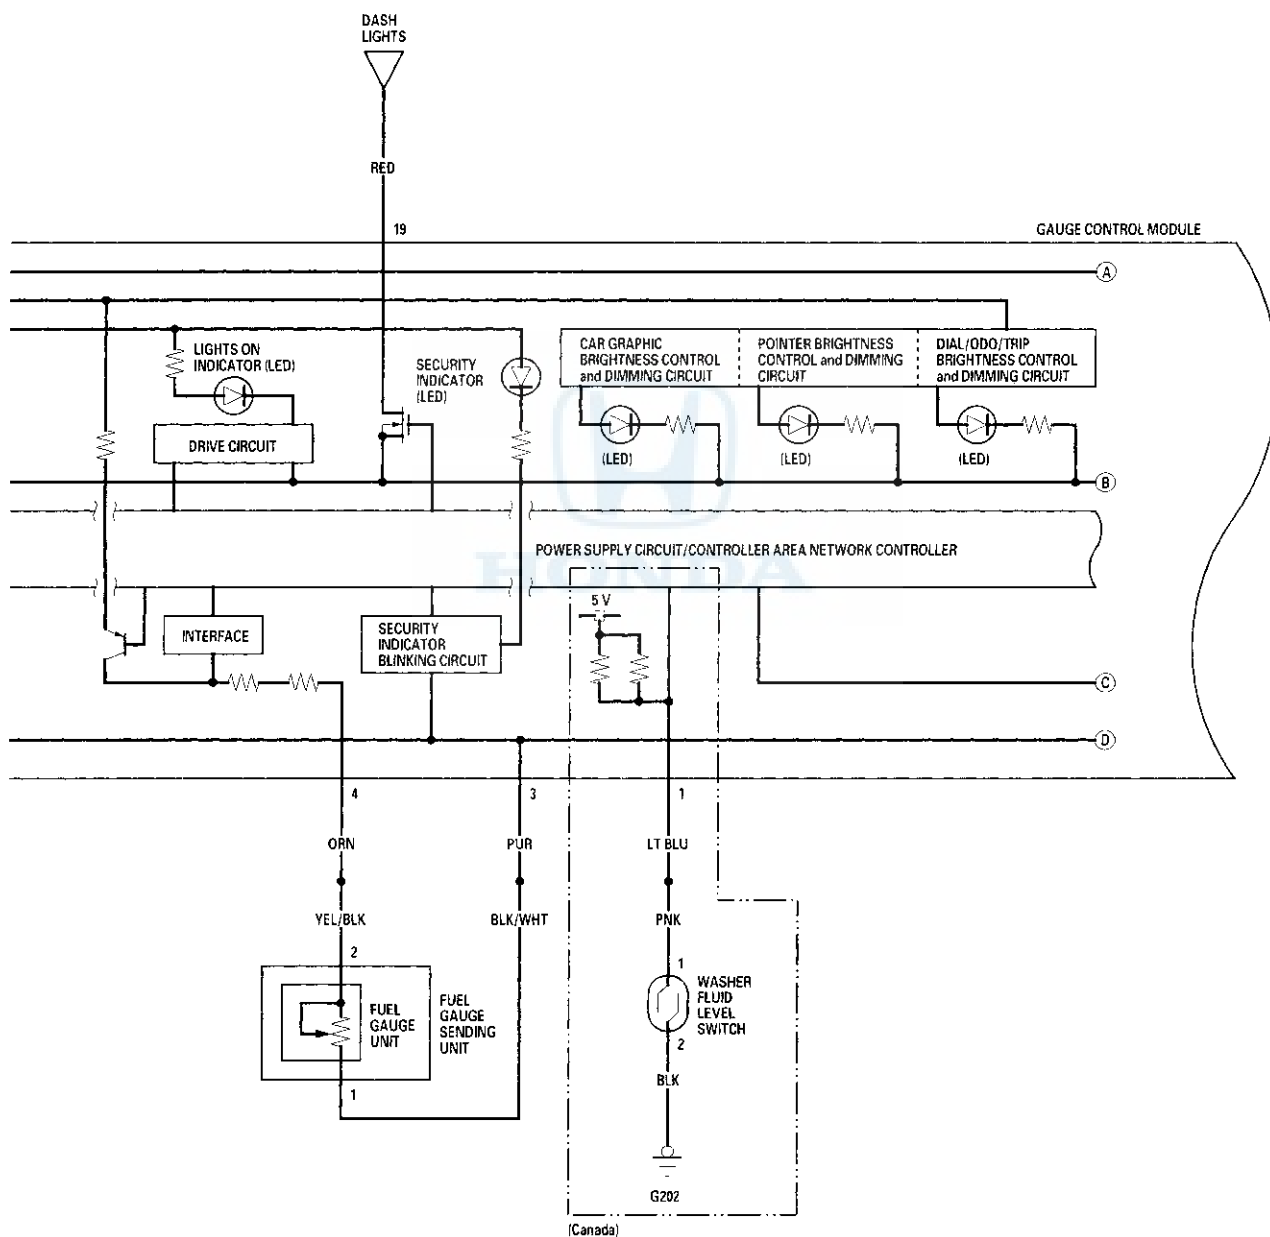 DASH
LIGHTS
RED
19
GAUGE CONTROL MODULE
A
LIGHTS ON
INDICATOR (LED)
SECURITY
INDICATOR
(LED)
CAR GRAPHIC
BRIGHTNESS CONTROL
and DIMMING CIRCUIT
POINTER BRIGHTNESS
CONTROL and DIMMING
CIRCUIT
DIAL/ODO/TRIP
BRIGHTNESS CONTROL
and DIMMING CIRCUIT
DRIVE CIRCUIT
(LED)
(LED)
(LED)
B
POWER SUPPLY CIRCUIT/CONTROLLER AREA NETWORK CONTROLLER
HONDA
5 V
INTERFACE
SECURITY
INDICATOR
BLINKING CIRCUIT
C
D
4
3
1
ORN
PUR
LT BLU
YEL/BLK
BLK/WHT
PNK
2
1
FUEL
GAUGE
UNIT
FUEL
GAUGE
SENDING
UNIT
WASHER
FLUID
LEVEL
SWITCH
2
1
BLK
G202
(Canada)